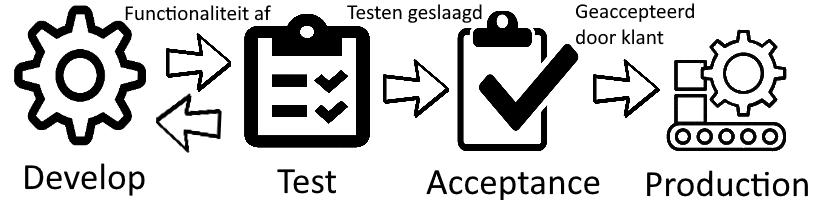 Functionaliteit af
Testen geslaagd
Geaccepteerd
door klant
Develop
Test
Acceptance
Production